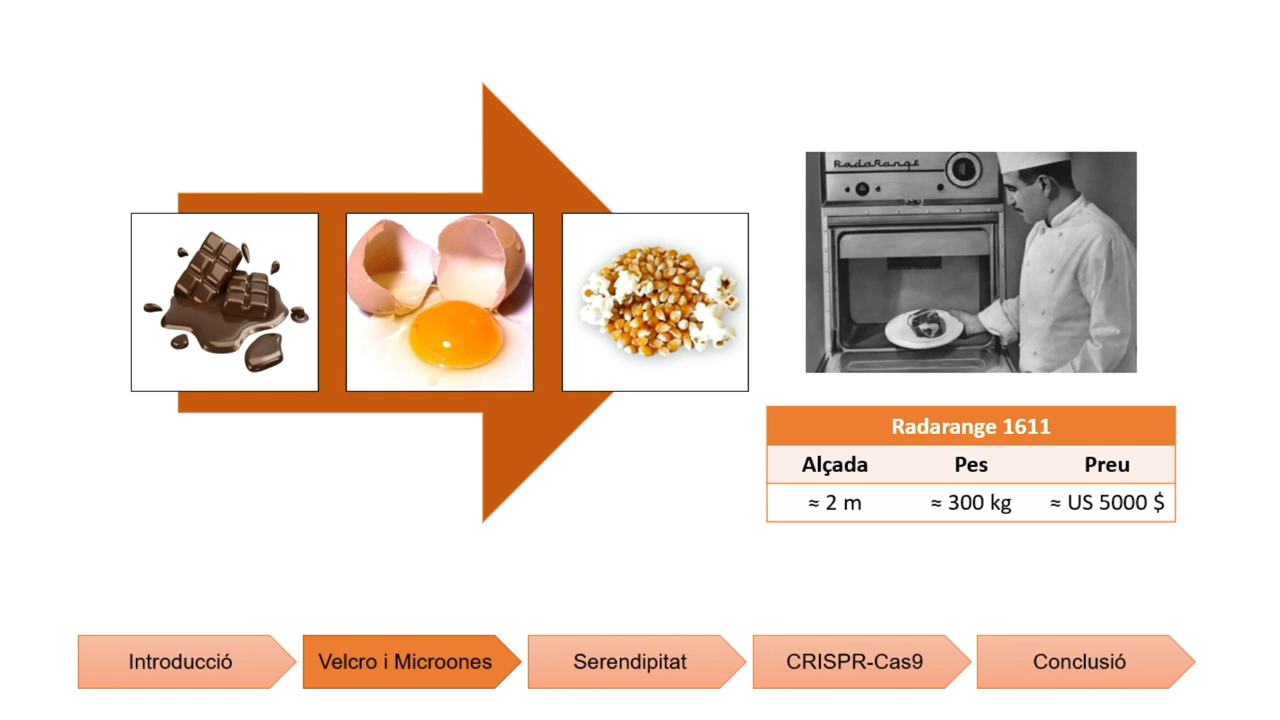 RadaRange
Radarange 1611
Alçada Pes Preu
≈ 2 m ≈ 300 kg ≈ US 5000 $
Introducció
Velcro i Microones
Serendipitat
CRISPR-Cas9
Conclusió